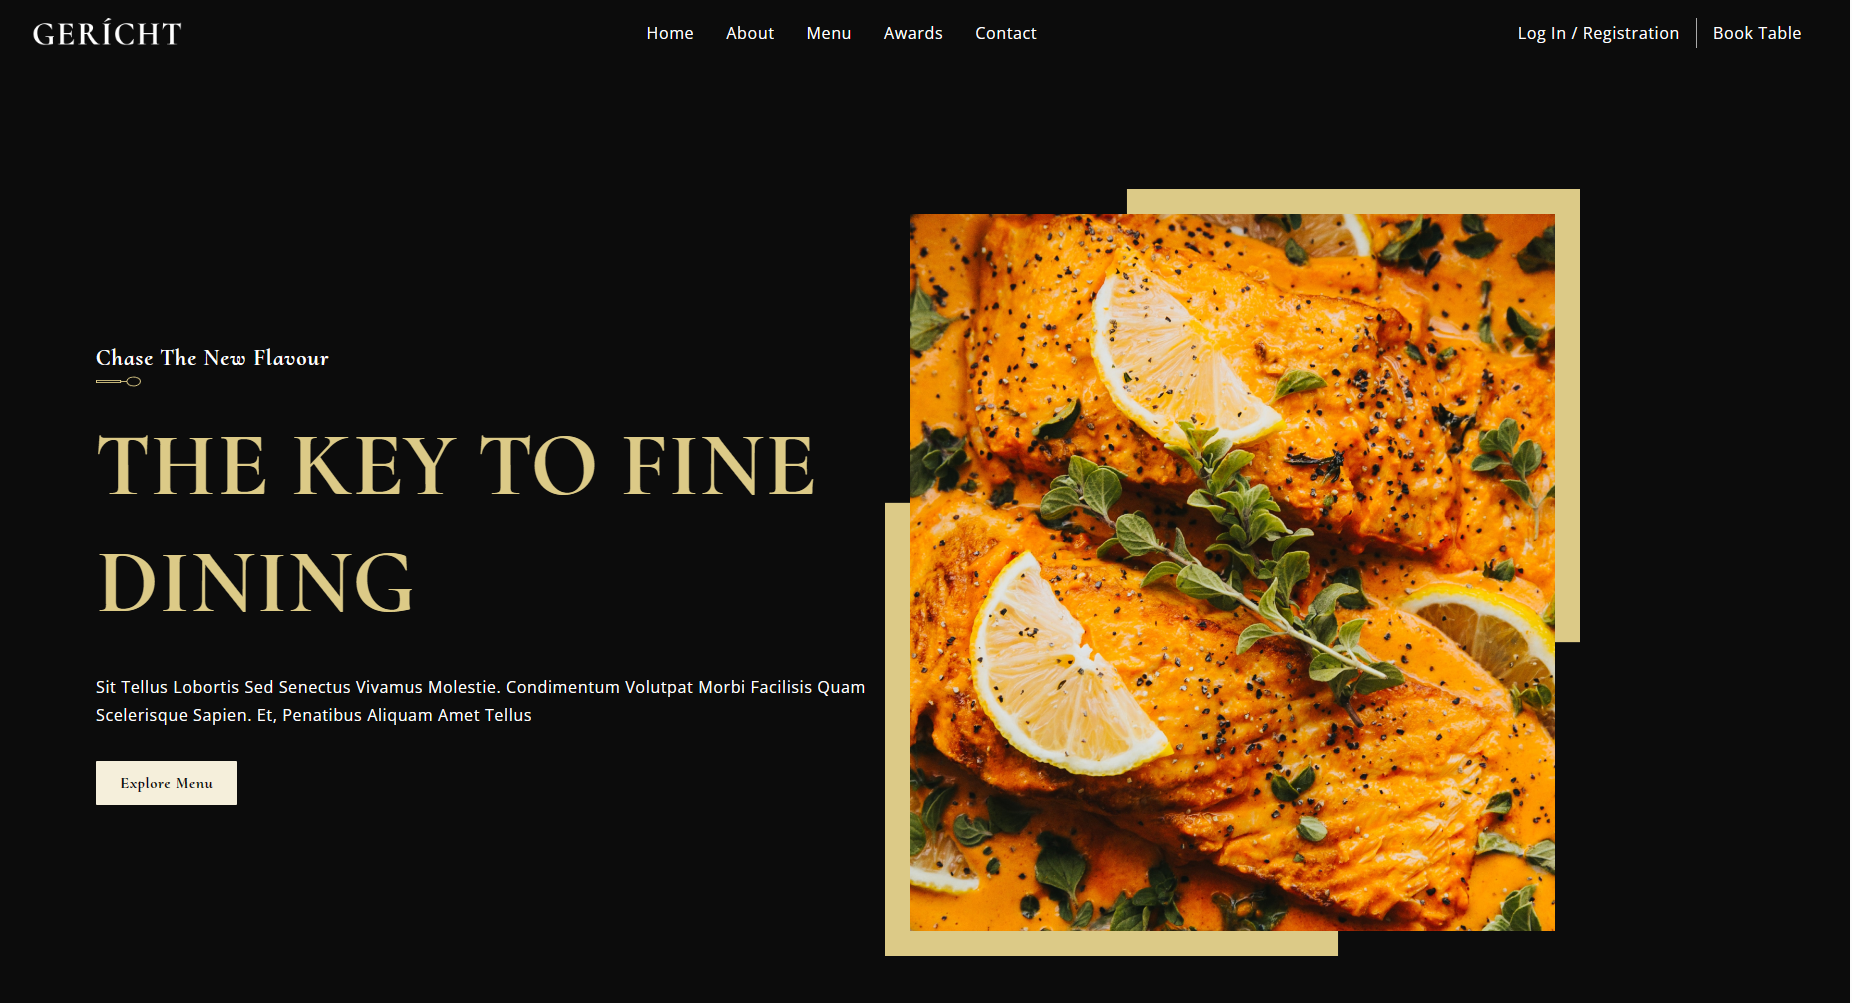 GERÍCHT
Home About Menu Awards Contact
Log In / Registration Book Table
Chase The New Flavour
THE KEY TO FINE
DINING
Sit Tellus Lobortis Sed Senectus Vivamus Molestie. Condimentum Volutpat Morbi Facilisis Quam
Scelerisque Sapien. Et, Penatibus Aliquam Amet Tellus
Explore Menu